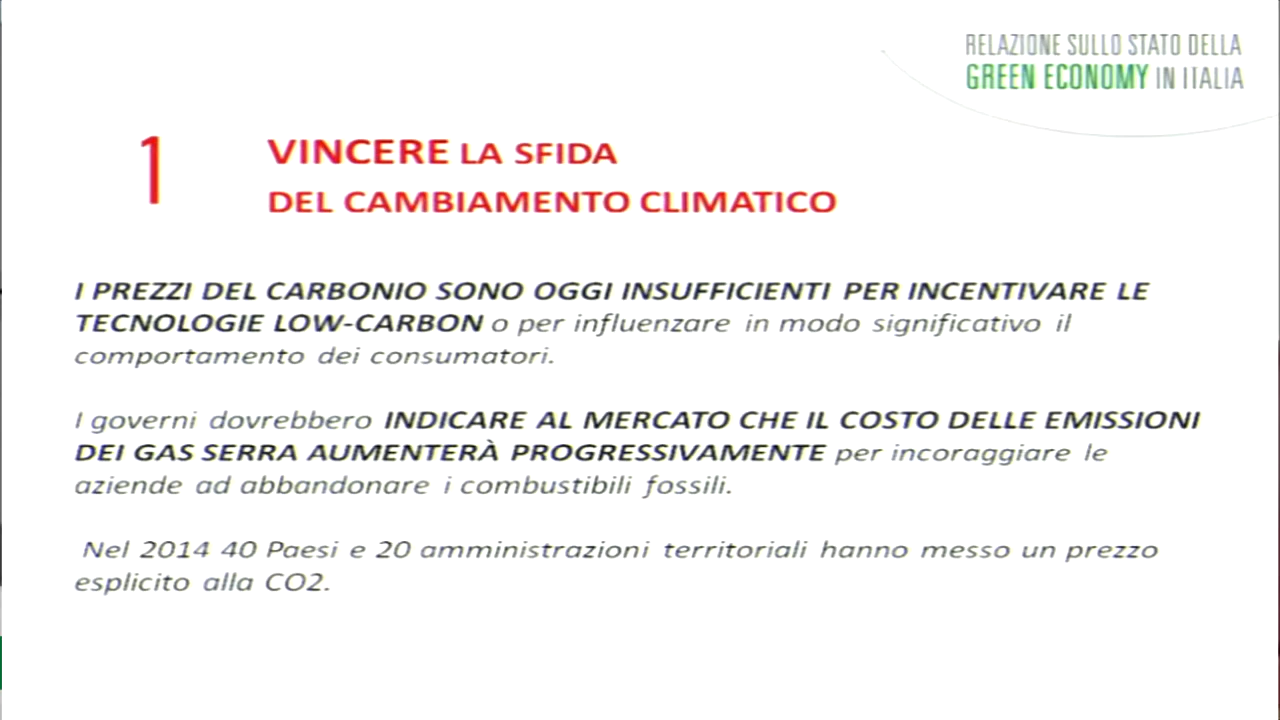 RELAZIONE SULLO STATO DELLA
GREEN ECONOMY IN ITALIA
1
VINCERE LA SFIDA
DEL CAMBIAMENTO CLIMATICO
I PREZZI DEL CARBONIO SONO OGGI INSUFFICIENTI PER INCENTIVARE LE
TECNOLOGIE LOW-CARBON o per influenzare in modo significativo il
comportamento dei consumatori.
I governi dovrebbero INDICARE AL MERCATO CHE IL COSTO DELLE EMISSIONI
DEI GAS SERRA AUMENTERÀ PROGRESSIVAMENTE per incoraggiare le
aziende ad abbandonare i combustibili fossili.
Nel 2014 40 Paesi e 20 amministrazioni territoriali hanno messo un prezzo
esplicito alla CO2.